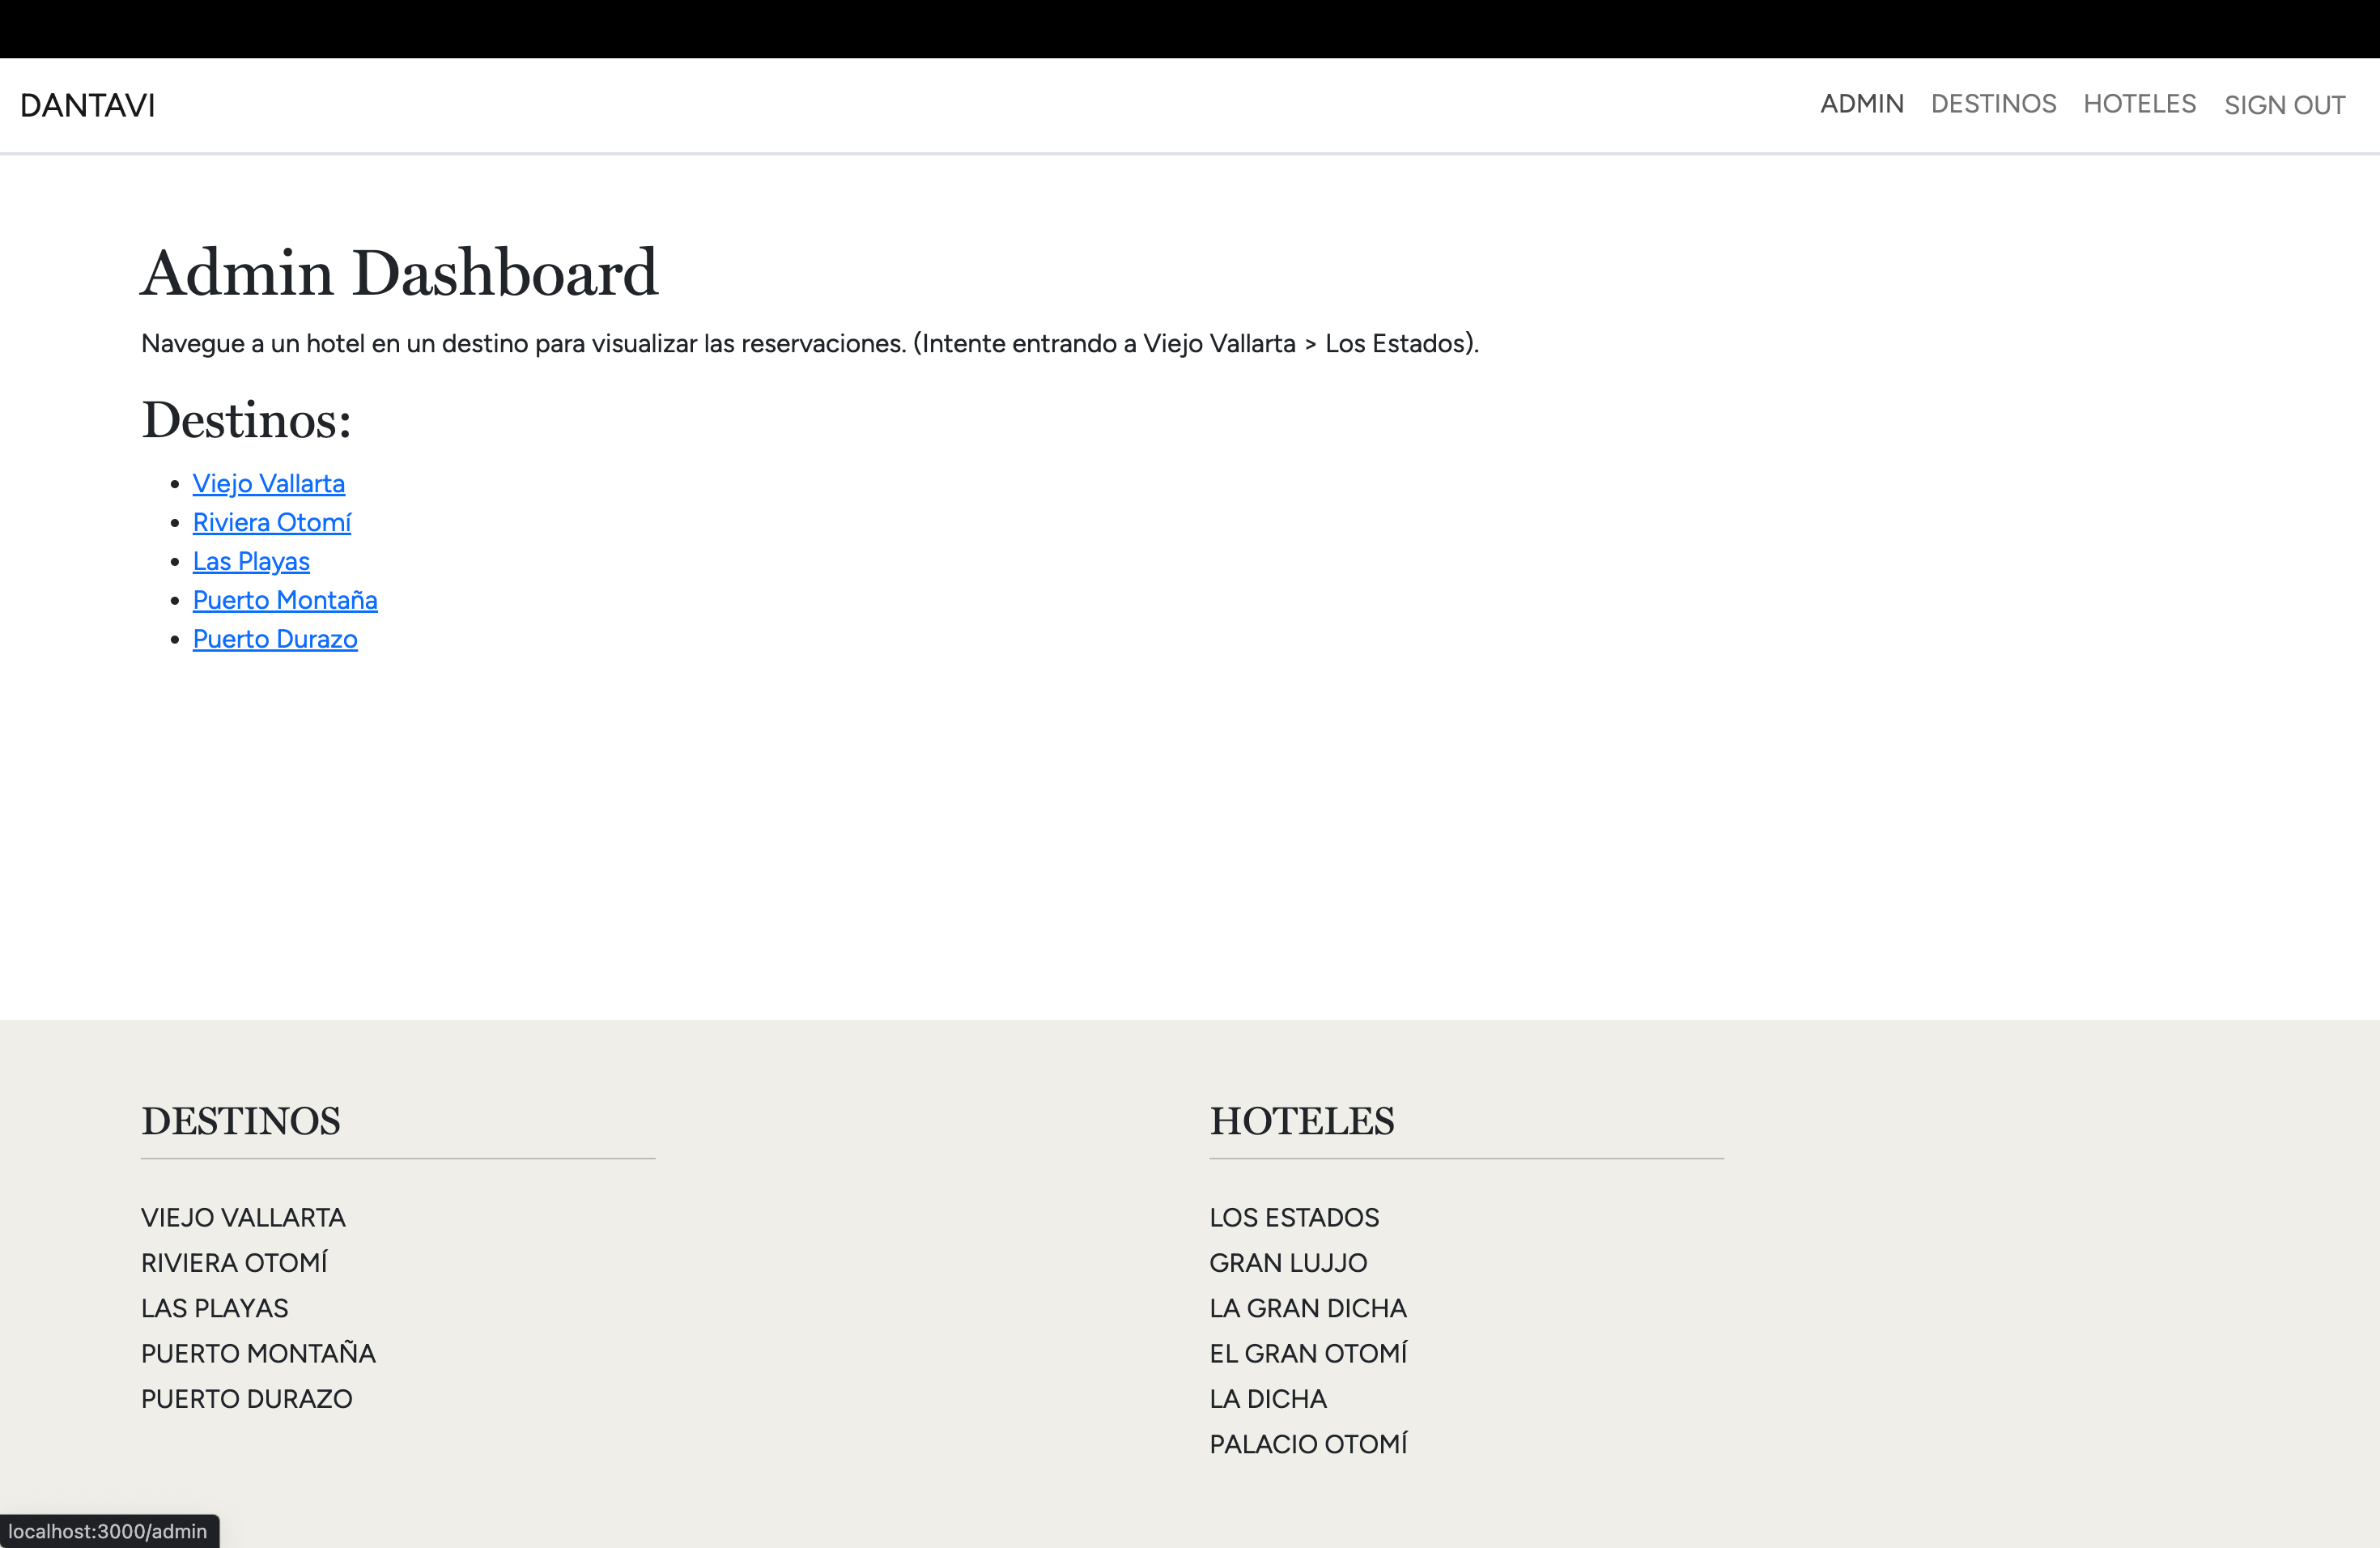 DANTAVI
ADMIN DESTINOS HOTELES SIGN OUT
Admin Dashboard
Navegue a un hotel en un destino para visualizar las reservaciones. (Intente entrando a Viejo Vallarta > Los Estados).
Destinos:
Viejo Vallarta
Riviera Otomí
Las Playas
Puerto Montaña
Puerto Durazo
DESTINOS
VIEJO VALLARTA
RIVIERA OTOMÍ
LAS PLAYAS
PUERTO MONTAÑA
PUERTO DURAZO
HOTELES
LOS ESTADOS
GRAN LUJJO
LA GRAN DICHA
EL GRAN OTOMÍ
LA DICHA
PALACIO OTOMÍ
localhost:3000/admin